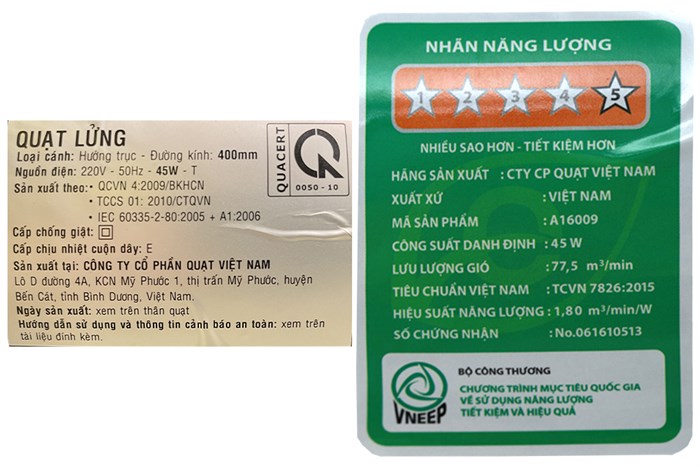 QUẠT LỬNG
Loại cánh: Hướng trục - Đường kính: 400mm
Nguồn điện: 220V - 50Hz - 45W - T
Sản xuất theo: • QCVN 4:2009/BKHCN
• TCCS 01: 2010/CTQVN
• IEC 60335-2-80:2005 + A1:2006
Cấp chống giật:
Cấp chịu nhiệt cuộn dây: E
Sản xuất tại: CÔNG TY CỔ PHẦN QUẠT VIỆT NAM
Lô D đường 4A, KCN Mỹ Phước 1, thị trấn Mỹ Phước, huyện
Bến Cát, tỉnh Bình Dương, Việt Nam.
Ngày sản xuất: xem trên thân quạt
Hướng dẫn sử dụng và thông tin cảnh báo an toàn: xem trên
tài liệu đính kèm.
QUACERT
0050 - 10
NHÃN NĂNG LƯỢNG
1 2 3 4 5
NHIỀU SAO HƠN - TIẾT KIỆM HƠN
HÃNG SẢN XUẤT : CTY CP QUẠT VIỆT NAM
XUẤT XỨ : VIỆT NAM
MÃ SẢN PHẨM : A16009
CÔNG SUẤT DANH ĐỊNH : 45 W
LƯU LƯỢNG GIÓ : 77,5 m³/min
TIÊU CHUẨN VIỆT NAM : TCVN 7826:2015
HIỆU SUẤT NĂNG LƯỢNG : 1,80 m³/min/W
SỐ CHỨNG NHẬN : No.061610513
BỘ CÔNG THƯƠNG
CHƯƠNG TRÌNH MỤC TIÊU QUỐC GIA
VỀ SỬ DỤNG NĂNG LƯỢNG
TIẾT KIỆM VÀ HIỆU QUẢ
VNEEP